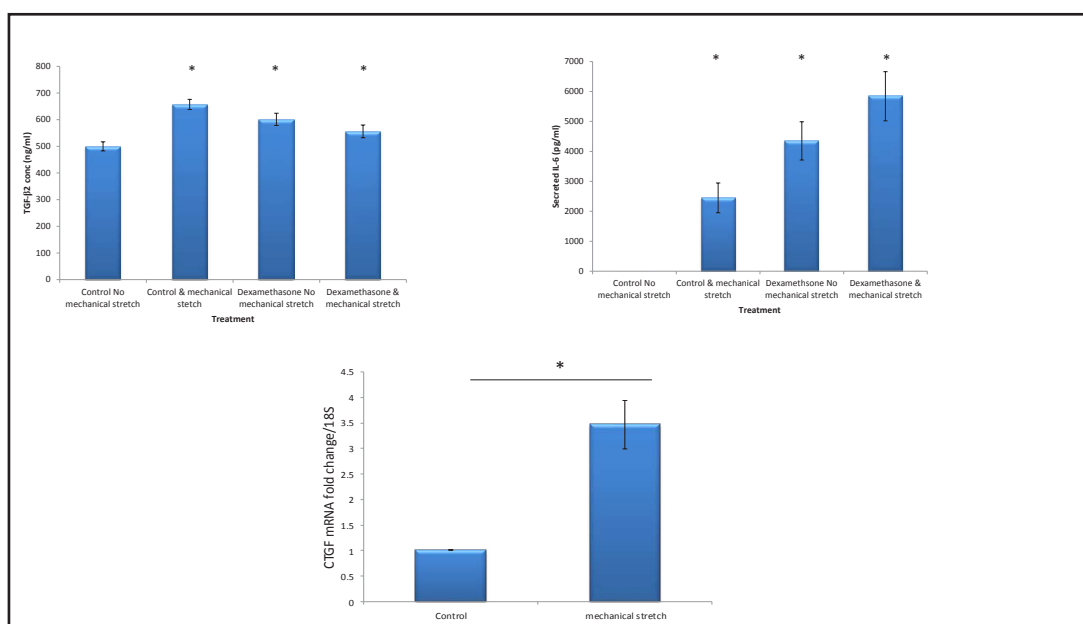 * * *
TGF-β2 conc (ng/ml)
800
700
600
500
400
300
200
100
0
Control No mechanical stretch
Control & mechanical stetch
Dexamethasone No mechanical stretch
Dexamethasone & mechanical stretch
Treatment
* * *
Secreted IL-6 (pg/ml)
7000
6000
5000
4000
3000
2000
1000
0
Control No mechanical stretch
Control & mechanical stretch
Dexamethsone No mechanical stretch
Dexamethasone & mechanical stretch
Treatment
*
CTGF mRNA fold change/18S
4.5
4
3.5
3
2.5
2
1.5
1
0.5
0
Control
mechanical stretch